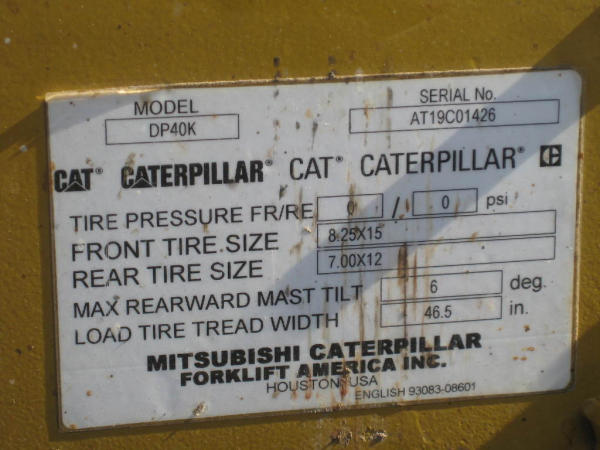 MODEL SERIAL No.
DP40K AT19C01426
CAT® CATERPILLAR® CAT® CATERPILLAR® C
TIRE PRESSURE FR/RE 0 / 0 psi
FRONT TIRE SIZE 8.25X15
REAR TIRE SIZE 7.00X12
MAX REARWARD MAST TILT 6 deg.
LOAD TIRE TREAD WIDTH 46.5 in.
MITSUBISHI CATERPILLAR
FORKLIFT AMERICA INC.
HOUSTON, USA
ENGLISH 93083-08601